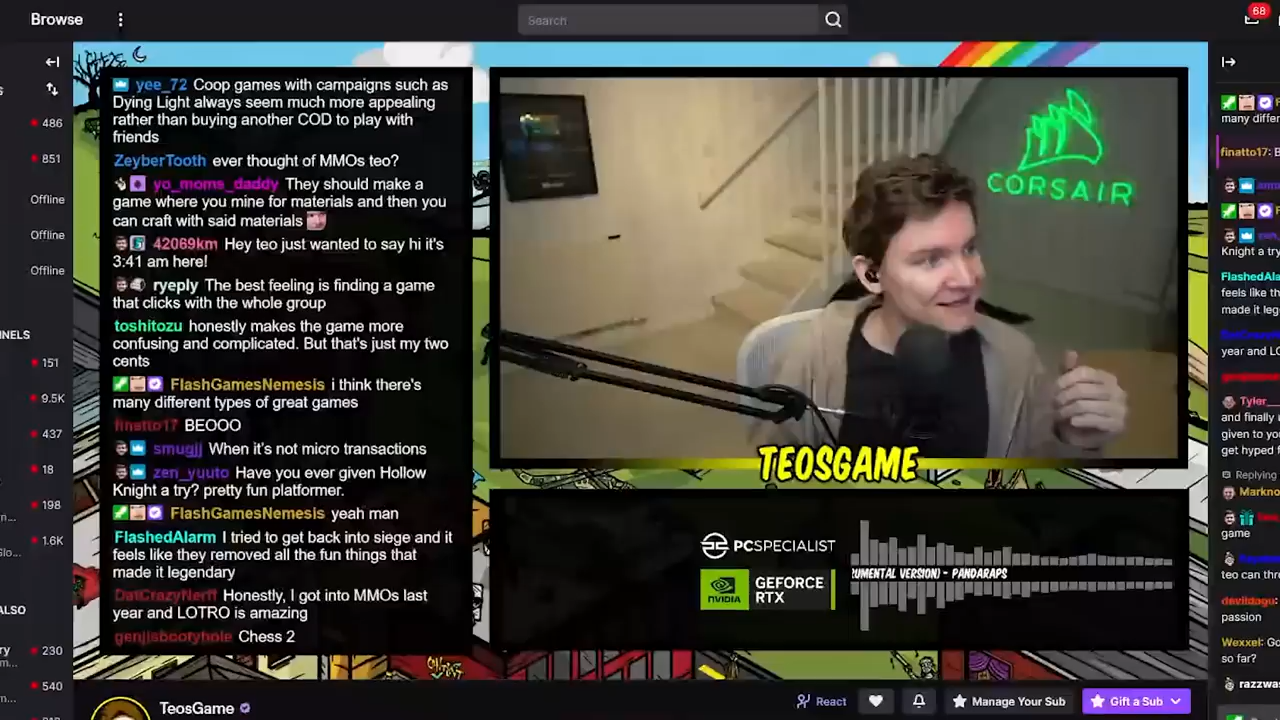 Browse
Search
68
486
851
Offline
Offline
Offline
NNELS
151
9.5K
437
18
198
1.6K
ALSO
230
540
yee_72 Coop games with campaigns such as
Dying Light always seem much more appealing
rather than buying another COD to play with
friends
ZeyberTooth ever thought of MMOs teo?
yo_moms_daddy They should make a
game where you mine for materials and then you
can craft with said materials
42069km Hey teo just wanted to say hi it's
3:41 am here!
ryeply The best feeling is finding a game
that clicks with the whole group
toshitozu honestly makes the game more
confusing and complicated. But that's just my two
cents
FlashGamesNemesis i think there's
many different types of great games
finatto17 BEOOO
smugjj When it's not micro transactions
zen_yuuto Have you ever given Hollow
Knight a try? pretty fun platformer.
FlashGamesNemesis yeah man
FlashedAlarm I tried to get back into siege and it
feels like they removed all the fun things that
made it legendary
DatCrazyNerff Honestly, I got into MMOs last
year and LOTRO is amazing
genjisbootyhole Chess 2
CORSAIR
TEOSGAME
PCSPECIALIST
NVIDIA
GEFORCE
RTX
UMENTAL VERSION) - PANDARAPS
TeosGame
React
Manage Your Sub
Gift a Sub
many differ
finatto17: B
Knight a try
FlashedAl
feels like th
made it leg
year and LO
Tyler__
and finally
given to yo
get hyped f
Replying
Markno
game
teo can thr
devildogu
passion
Wexxel: Go
so far?
razzwas